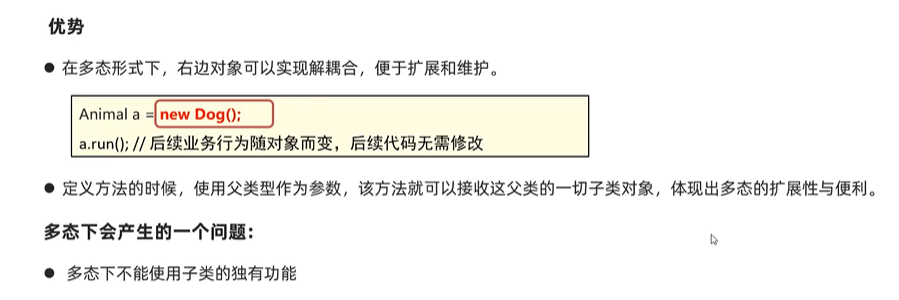 优势
● 在多态形式下，右边对象可以实现解耦合，便于扩展和维护。
Animal a = new Dog();
a.run(); // 后续业务行为随对象而变，后续代码无需修改
● 定义方法的时候，使用父类型作为参数，该方法就可以接收这父类的一切子类对象，体现出多态的扩展性与便利。
多态下会产生的一个问题：
● 多态下不能使用子类的独有功能